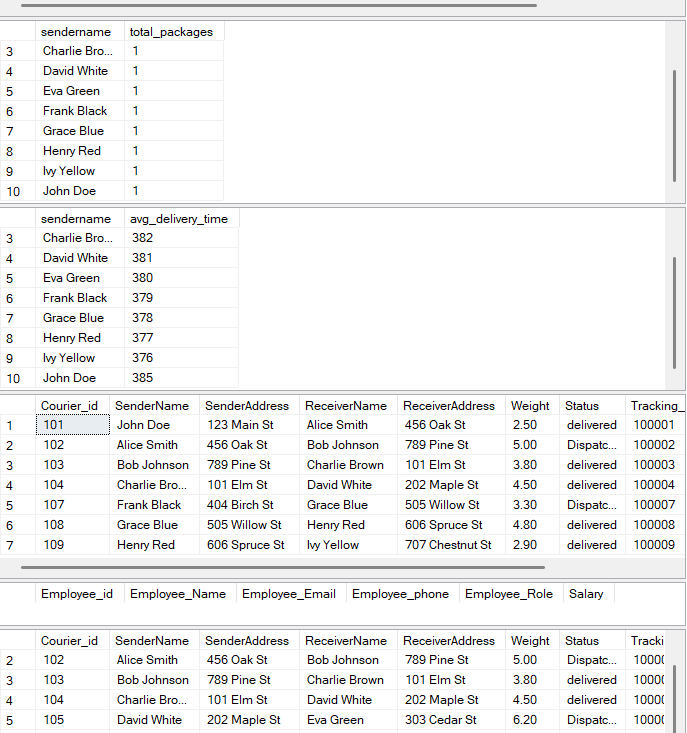 sendername total_packages
3 Charlie Bro... 1
4 David White 1
5 Eva Green 1
6 Frank Black 1
7 Grace Blue 1
8 Henry Red 1
9 Ivy Yellow 1
10 John Doe 1
sendername avg_delivery_time
3 Charlie Bro... 382
4 David White 381
5 Eva Green 380
6 Frank Black 379
7 Grace Blue 378
8 Henry Red 377
9 Ivy Yellow 376
10 John Doe 385
Courier_id SenderName SenderAddress ReceiverName ReceiverAddress Weight Status Tracking_
1 101 John Doe 123 Main St Alice Smith 456 Oak St 2.50 delivered 100001
2 102 Alice Smith 456 Oak St Bob Johnson 789 Pine St 5.00 Dispatc... 100002
3 103 Bob Johnson 789 Pine St Charlie Brown 101 Elm St 3.80 delivered 100003
4 104 Charlie Bro... 101 Elm St David White 202 Maple St 4.50 delivered 100004
5 107 Frank Black 404 Birch St Grace Blue 505 Willow St 3.30 Dispatc... 100007
6 108 Grace Blue 505 Willow St Henry Red 606 Spruce St 4.80 delivered 100008
7 109 Henry Red 606 Spruce St Ivy Yellow 707 Chestnut St 2.90 delivered 100009
Employee_id Employee_Name Employee_Email Employee_phone Employee_Role Salary
Courier_id SenderName SenderAddress ReceiverName ReceiverAddress Weight Status Tracki
2 102 Alice Smith 456 Oak St Bob Johnson 789 Pine St 5.00 Dispatc... 1000
3 103 Bob Johnson 789 Pine St Charlie Brown 101 Elm St 3.80 delivered 1000
4 104 Charlie Bro... 101 Elm St David White 202 Maple St 4.50 delivered 1000
5 105 David White 202 Maple St Eva Green 303 Cedar St 6.20 Dispatc... 1000